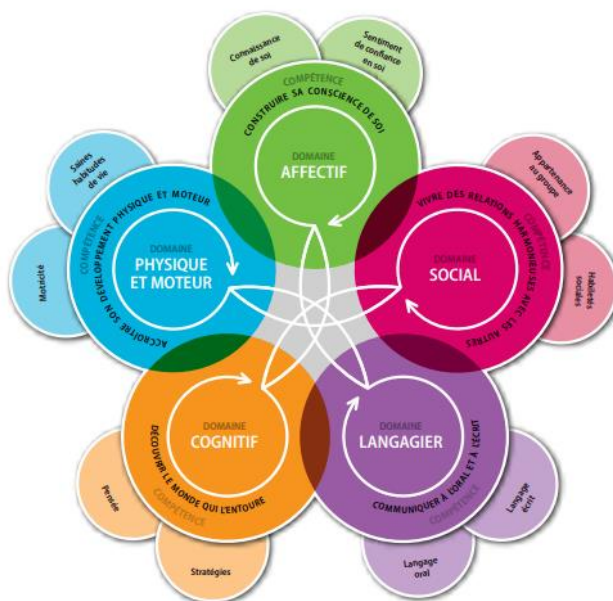 Connaissance
de soi
Sentiment
de confiance
en soi
COMPÉTENCE
CONSTRUIRE SA CONSCIENCE DE SOI
DOMAINE
AFFECTIF
Appartenance
au groupe
Habiletés
sociales
COMPÉTENCE
VIVRE DES RELATIONS HARMONIEUSES AVEC LES AUTRES
DOMAINE
SOCIAL
Langage
écrit
Langage
oral
COMPÉTENCE
COMMUNIQUER À L'ORAL ET À L'ÉCRIT
DOMAINE
LANGAGIER
Stratégies
Pensée
COMPÉTENCE
DÉCOUVRIR LE MONDE QUI L'ENTOURE
DOMAINE
COGNITIF
Motricité
Saines
habitudes
de vie
COMPÉTENCE
ACCROÎTRE SON DÉVELOPPEMENT PHYSIQUE ET MOTEUR
DOMAINE
PHYSIQUE
ET MOTEUR